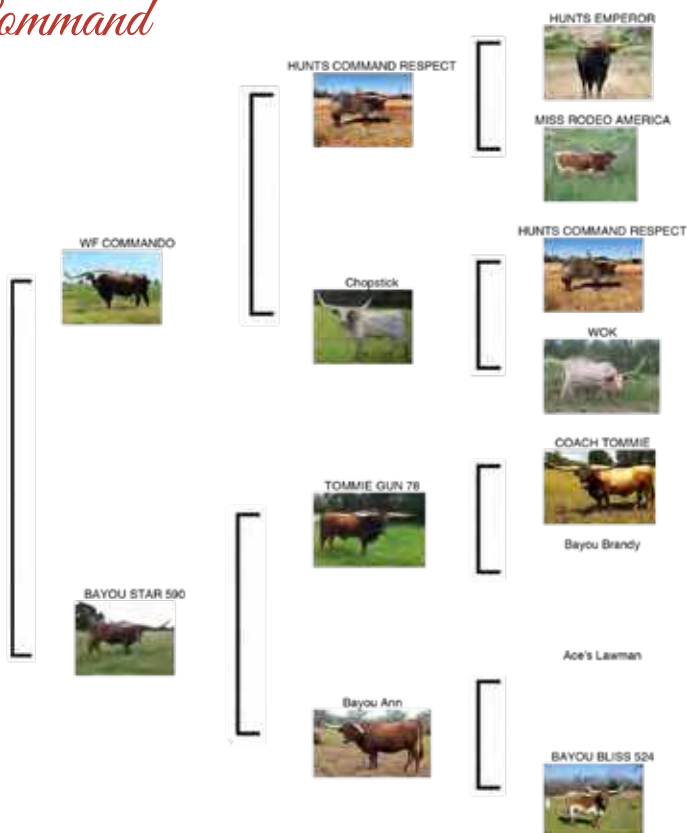 Command
HUNTS EMPEROR
HUNTS COMMAND RESPECT
MISS RODEO AMERICA
HUNTS COMMAND RESPECT
WF COMMANDO
Chopstick
WOK
COACH TOMMIE
TOMMIE GUN 78
Bayou Brandy
BAYOU STAR 590
Ace's Lawman
Bayou Ann
BAYOU BLISS 524